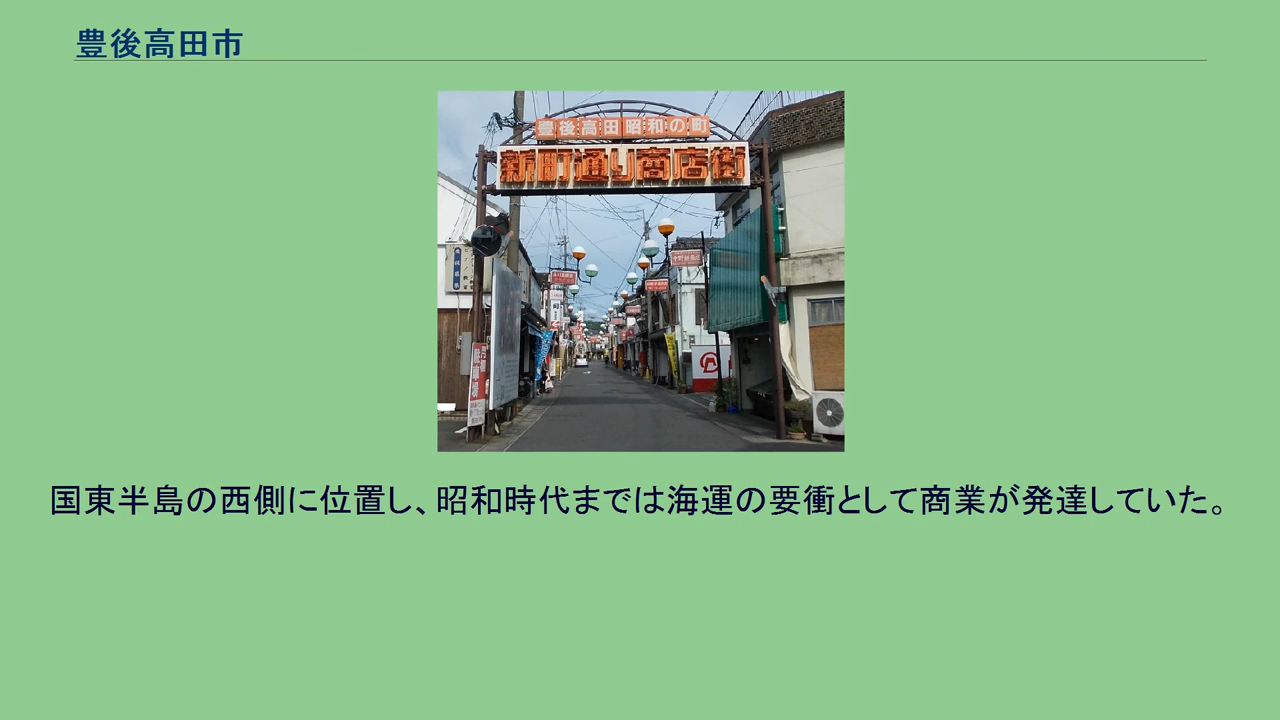 豊後高田市
豊後高田昭和の町
新町通り商店街
国東半島の西側に位置し、昭和時代までは海運の要衝として商業が発達していた。